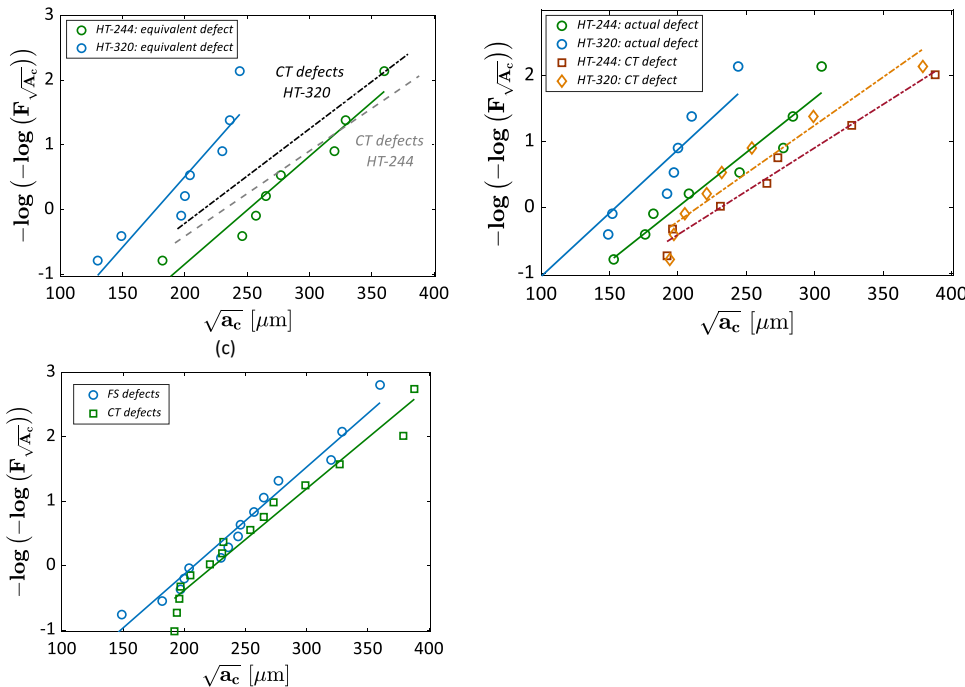 3
2
1
0
-1
100
150
200
250
300
350
400
−log (−log (F√Ac))
√ac [μm]
HT-244: equivalent defect
HT-320: equivalent defect
CT defects
HT-320
CT defects
HT-244
(c)
2
1
0
-1
100
150
200
250
300
350
400
−log (−log (F√Ac))
√ac [μm]
HT-244: actual defect
HT-320: actual defect
HT-244: CT defect
HT-320: CT defect
3
2
1
0
-1
100
150
200
250
300
350
400
−log (−log (F√Ac))
√ac [μm]
FS defects
CT defects